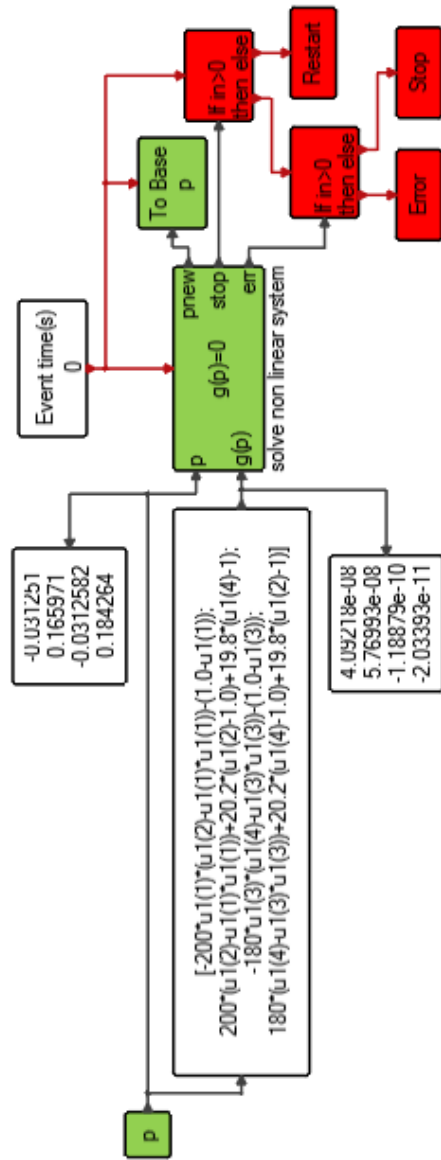 p
[-200*u1(1)*(u1(2)-u1(1)*u1(1))-(1.0-u1(1));
200*(u1(2)-u1(1)*u1(1))+20.2*(u1(2)-1.0)+19.8*(u1(4)-1);
-180*u1(3)*(u1(4)-u1(3)*u1(3))-(1.0-u1(3));
180*(u1(4)-u1(3)*u1(3))+20.2*(u1(4)-1.0)+19.8*(u1(2)-1)]
-0.031251
0.165971
-0.0312582
0.184264
4.09218e-08
5.76993e-08
-1.18879e-10
-2.03393e-11
Event time(s)
0
p
g(p)
g(p)=0
pnew
stop
err
solve non linear system
To Base
p
If in>0
then else
If in>0
then else
Restart
Error
Stop